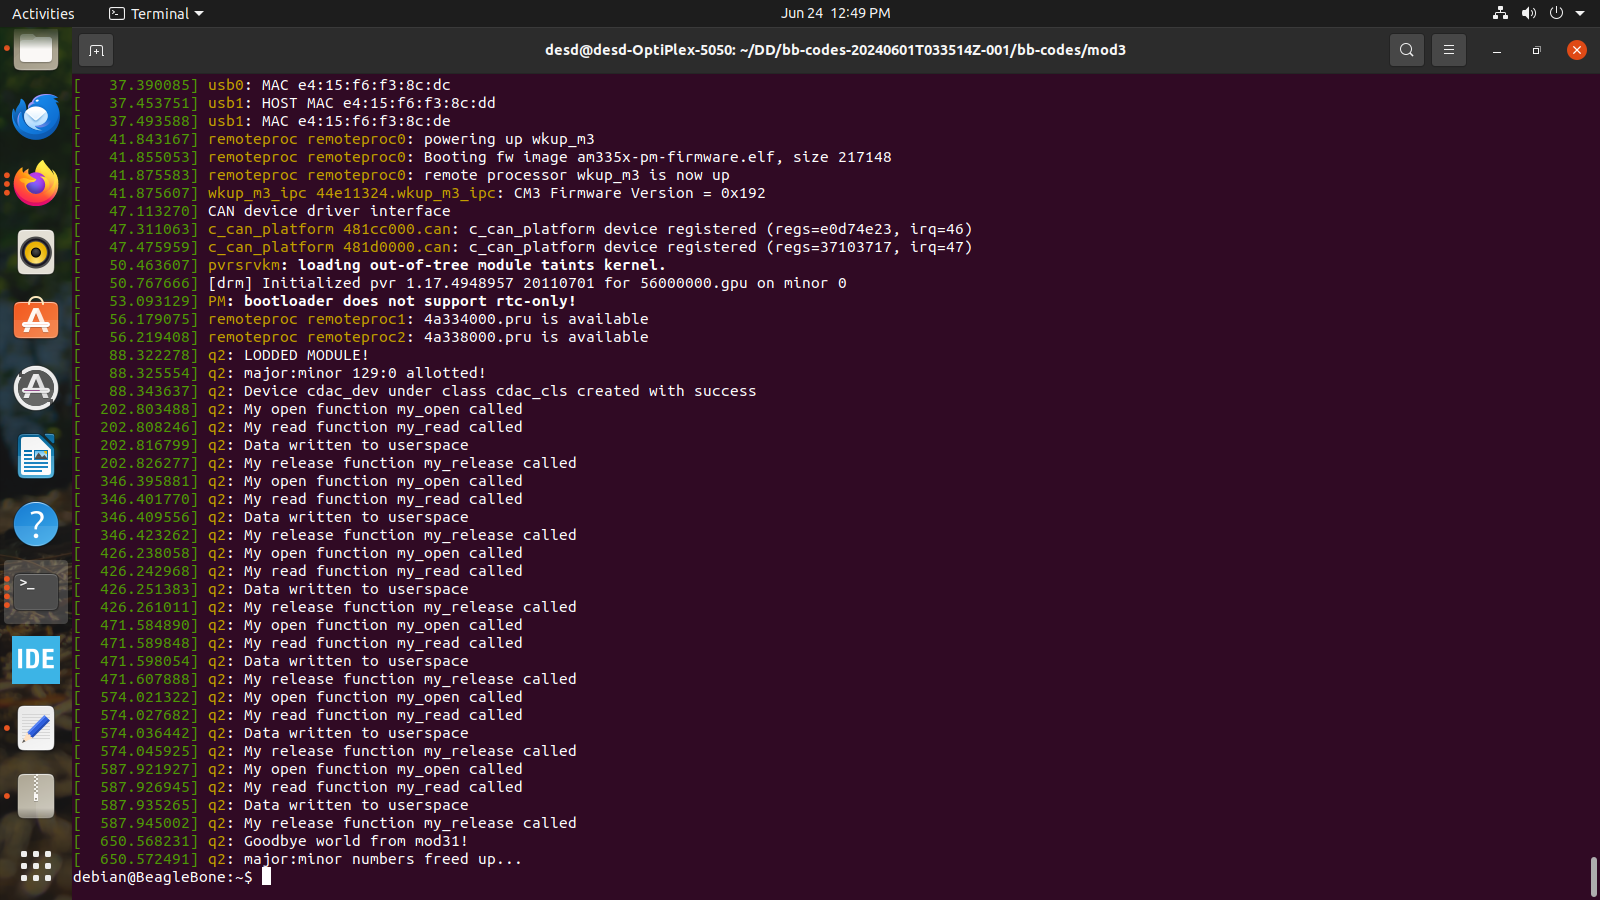 Activities Terminal Jun 24 12:49 PM
desd@desd-OptiPlex-5050: ~/DD/bb-codes-20240601T033514Z-001/bb-codes/mod3
[   37.390085] usb0: MAC e4:15:f6:f3:8c:dc
[   37.453751] usb1: HOST MAC e4:15:f6:f3:8c:dd
[   37.493588] usb1: MAC e4:15:f6:f3:8c:de
[   41.843167] remoteproc remoteproc0: powering up wkup_m3
[   41.855053] remoteproc remoteproc0: Booting fw image am335x-pm-firmware.elf, size 217148
[   41.875583] remoteproc remoteproc0: remote processor wkup_m3 is now up
[   41.875607] wkup_m3_ipc 44e11324.wkup_m3_ipc: CM3 Firmware Version = 0x192
[   47.113270] CAN device driver interface
[   47.311063] c_can_platform 481cc000.can: c_can_platform device registered (regs=e0d74e23, irq=46)
[   47.475959] c_can_platform 481d0000.can: c_can_platform device registered (regs=37103717, irq=47)
[   50.463607] pvrsrvkm: loading out-of-tree module taints kernel.
[   50.767666] [drm] Initialized pvr 1.17.4948957 20110701 for 56000000.gpu on minor 0
[   53.093129] PM: bootloader does not support rtc-only!
[   56.179075] remoteproc remoteproc1: 4a334000.pru is available
[   56.219408] remoteproc remoteproc2: 4a338000.pru is available
[   88.322278] q2: LODDED MODULE!
[   88.325554] q2: major:minor 129:0 allotted!
[   88.343637] q2: Device cdac_dev under class cdac_cls created with success
[  202.803488] q2: My open function my_open called
[  202.808246] q2: My read function my_read called
[  202.816799] q2: Data written to userspace
[  202.826277] q2: My release function my_release called
[  346.395881] q2: My open function my_open called
[  346.401770] q2: My read function my_read called
[  346.409556] q2: Data written to userspace
[  346.423262] q2: My release function my_release called
[  426.238058] q2: My open function my_open called
[  426.242968] q2: My read function my_read called
[  426.251383] q2: Data written to userspace
[  426.261011] q2: My release function my_release called
[  471.584890] q2: My open function my_open called
[  471.589848] q2: My read function my_read called
[  471.598054] q2: Data written to userspace
[  471.607888] q2: My release function my_release called
[  574.021322] q2: My open function my_open called
[  574.027682] q2: My read function my_read called
[  574.036442] q2: Data written to userspace
[  574.045925] q2: My release function my_release called
[  587.921927] q2: My open function my_open called
[  587.926945] q2: My read function my_read called
[  587.935265] q2: Data written to userspace
[  587.945002] q2: My release function my_release called
[  650.568231] q2: Goodbye world from mod31!
[  650.572491] q2: major:minor numbers freed up...
debian@BeagleBone:~$
IDE